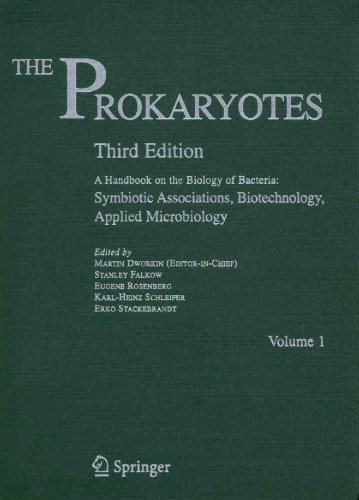 THE PROKARYOTES
Third Edition
A Handbook on the Biology of Bacteria:
Symbiotic Associations, Biotechnology,
Applied Microbiology
Edited by
MARTIN DWORKIN (EDITOR-IN-CHIEF)
STANLEY FALKOW
EUGENE ROSENBERG
KARL-HEINZ SCHLEIFER
ERKO STACKEBRANDT
Volume 1
Springer